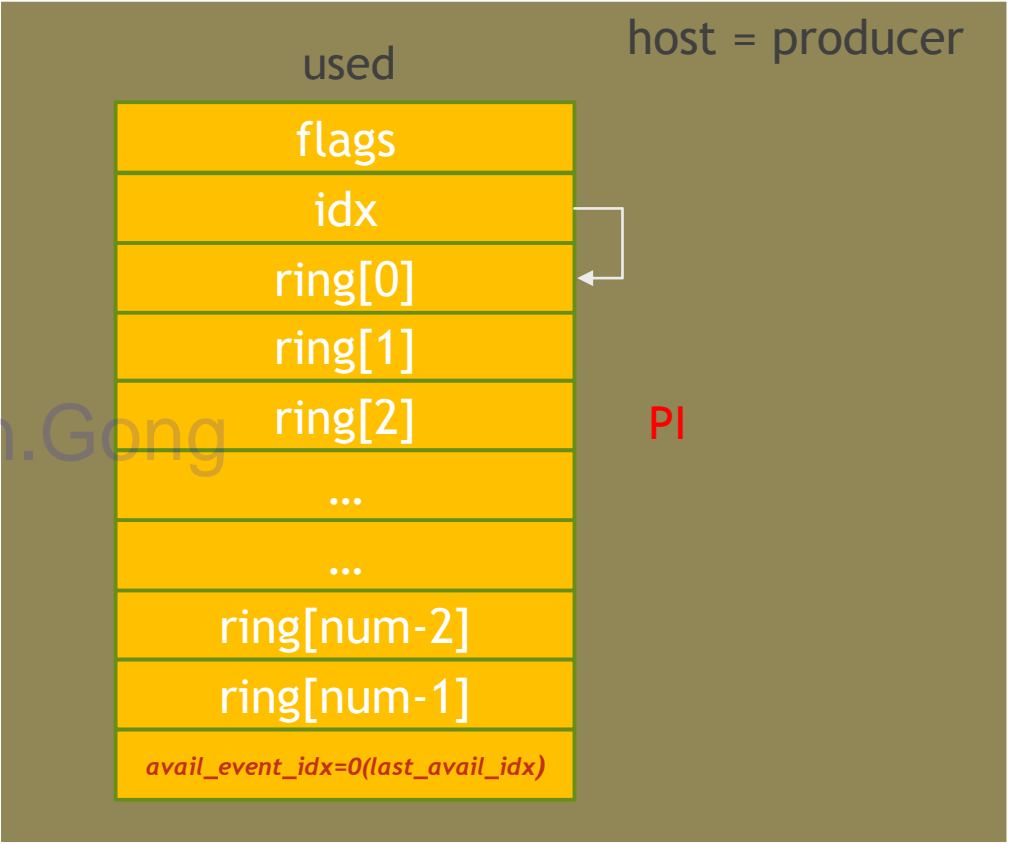 host = producer
used
flags
idx
ring[0]
ring[1]
ring[2]
PI
n.Gong
...
...
ring[num-2]
ring[num-1]
avail_event_idx=0(last_avail_idx)